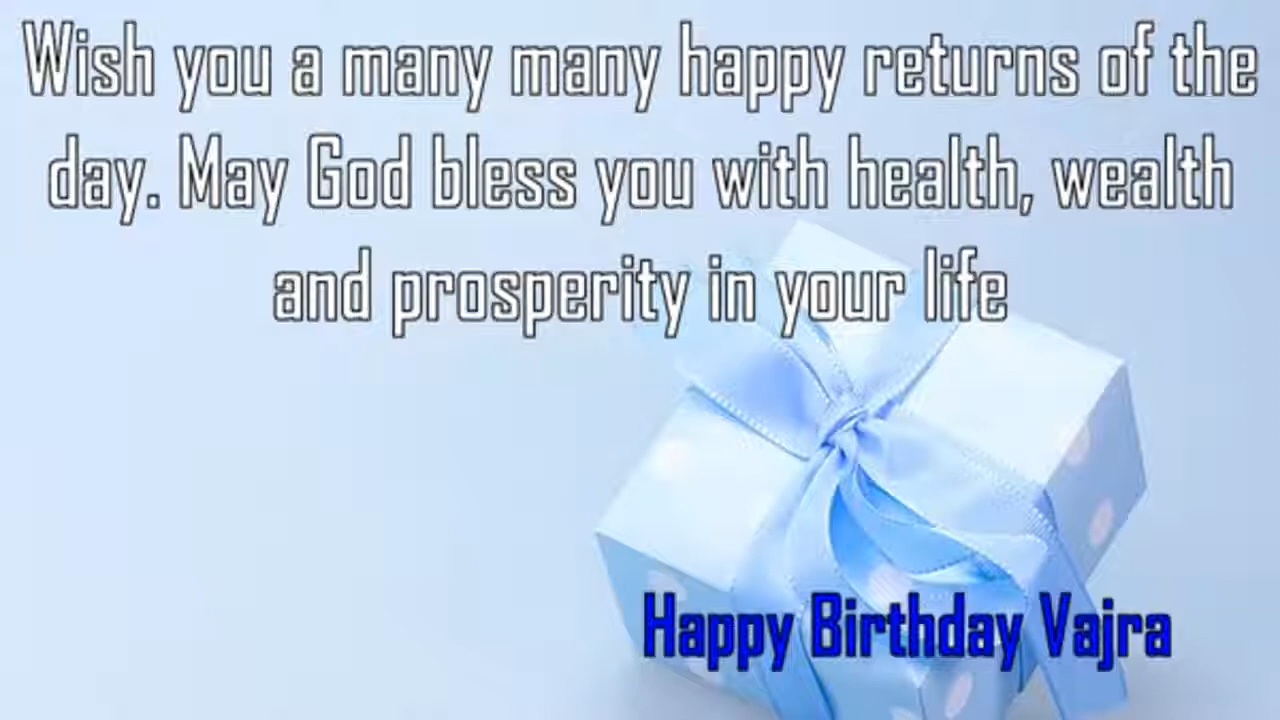 Wish you a many many happy returns of the
day. May God bless you with health, wealth
and prosperity in your life
Happy Birthday Vajra